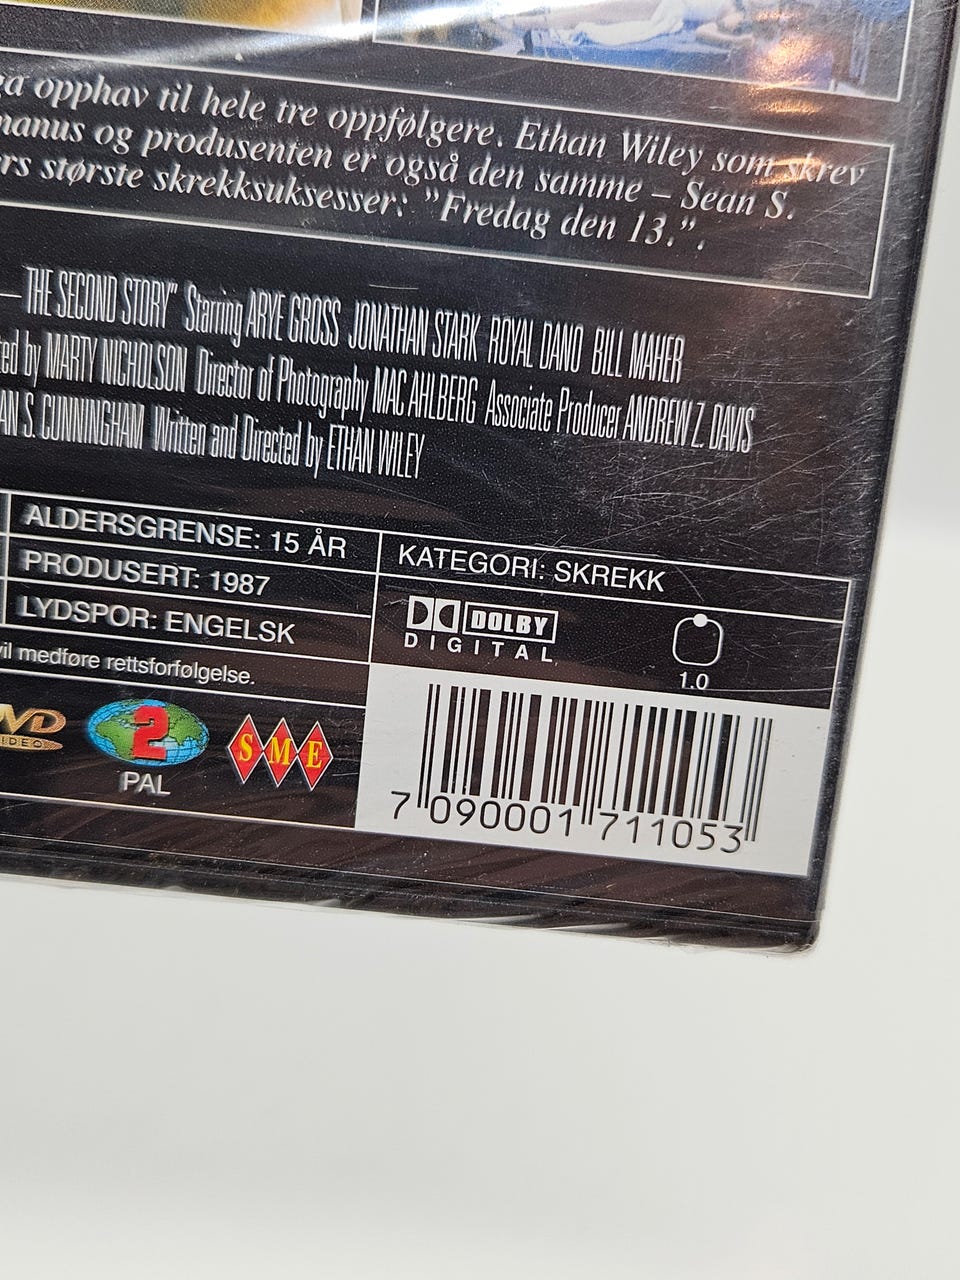 opphav til hele tre oppfølgere. Ethan Wiley som skrev
manus og produsenten er også den samme – Sean S.
største skrekksuksesser: "Fredag den 13.".
THE SECOND STORY" Starring ARYE GROSS JONATHAN STARK ROYAL DANO BILL MAHER
by MARTY NICHOLSON Director of Photography MAC AHLBERG Associate Producer ANDREW Z. DAVIS
S. CUNNINGHAM Written and Directed by ETHAN WILEY
ALDERSGRENSE: 15 ÅR
PRODUSERT: 1987
LYDSPOR: ENGELSK
vil medføre rettsforfølgelse.
KATEGORI: SKREKK
DOLBY
DIGITAL
1.0
DVD
VIDEO
2
PAL
SME
7 090001 711053